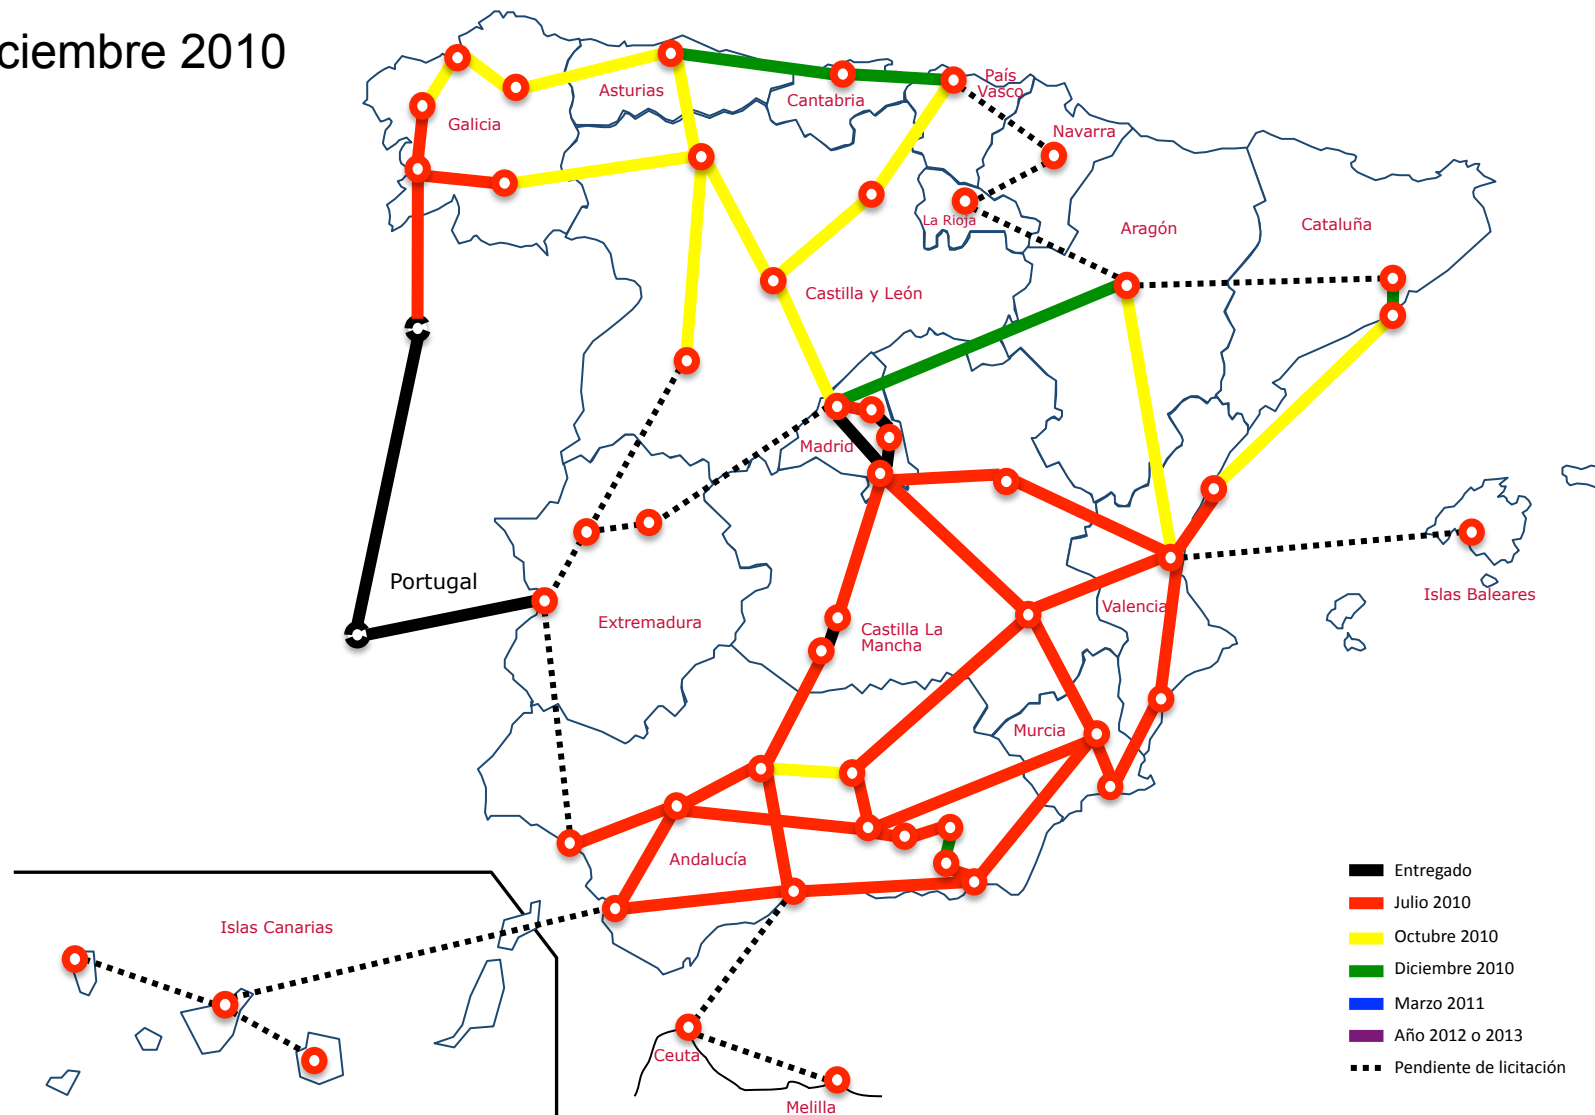 ciembre 2010
País
Vasco
Asturias
Cantabria
Galicia
Navarra
La Rioja
Aragón
Cataluña
Castilla y León
Madrid
Portugal
Extremadura
Castilla La
Mancha
Valencia
Islas Baleares
Murcia
Andalucía
Islas Canarias
Ceuta
Melilla
Entregado
Julio 2010
Octubre 2010
Diciembre 2010
Marzo 2011
Año 2012 o 2013
Pendiente de licitación